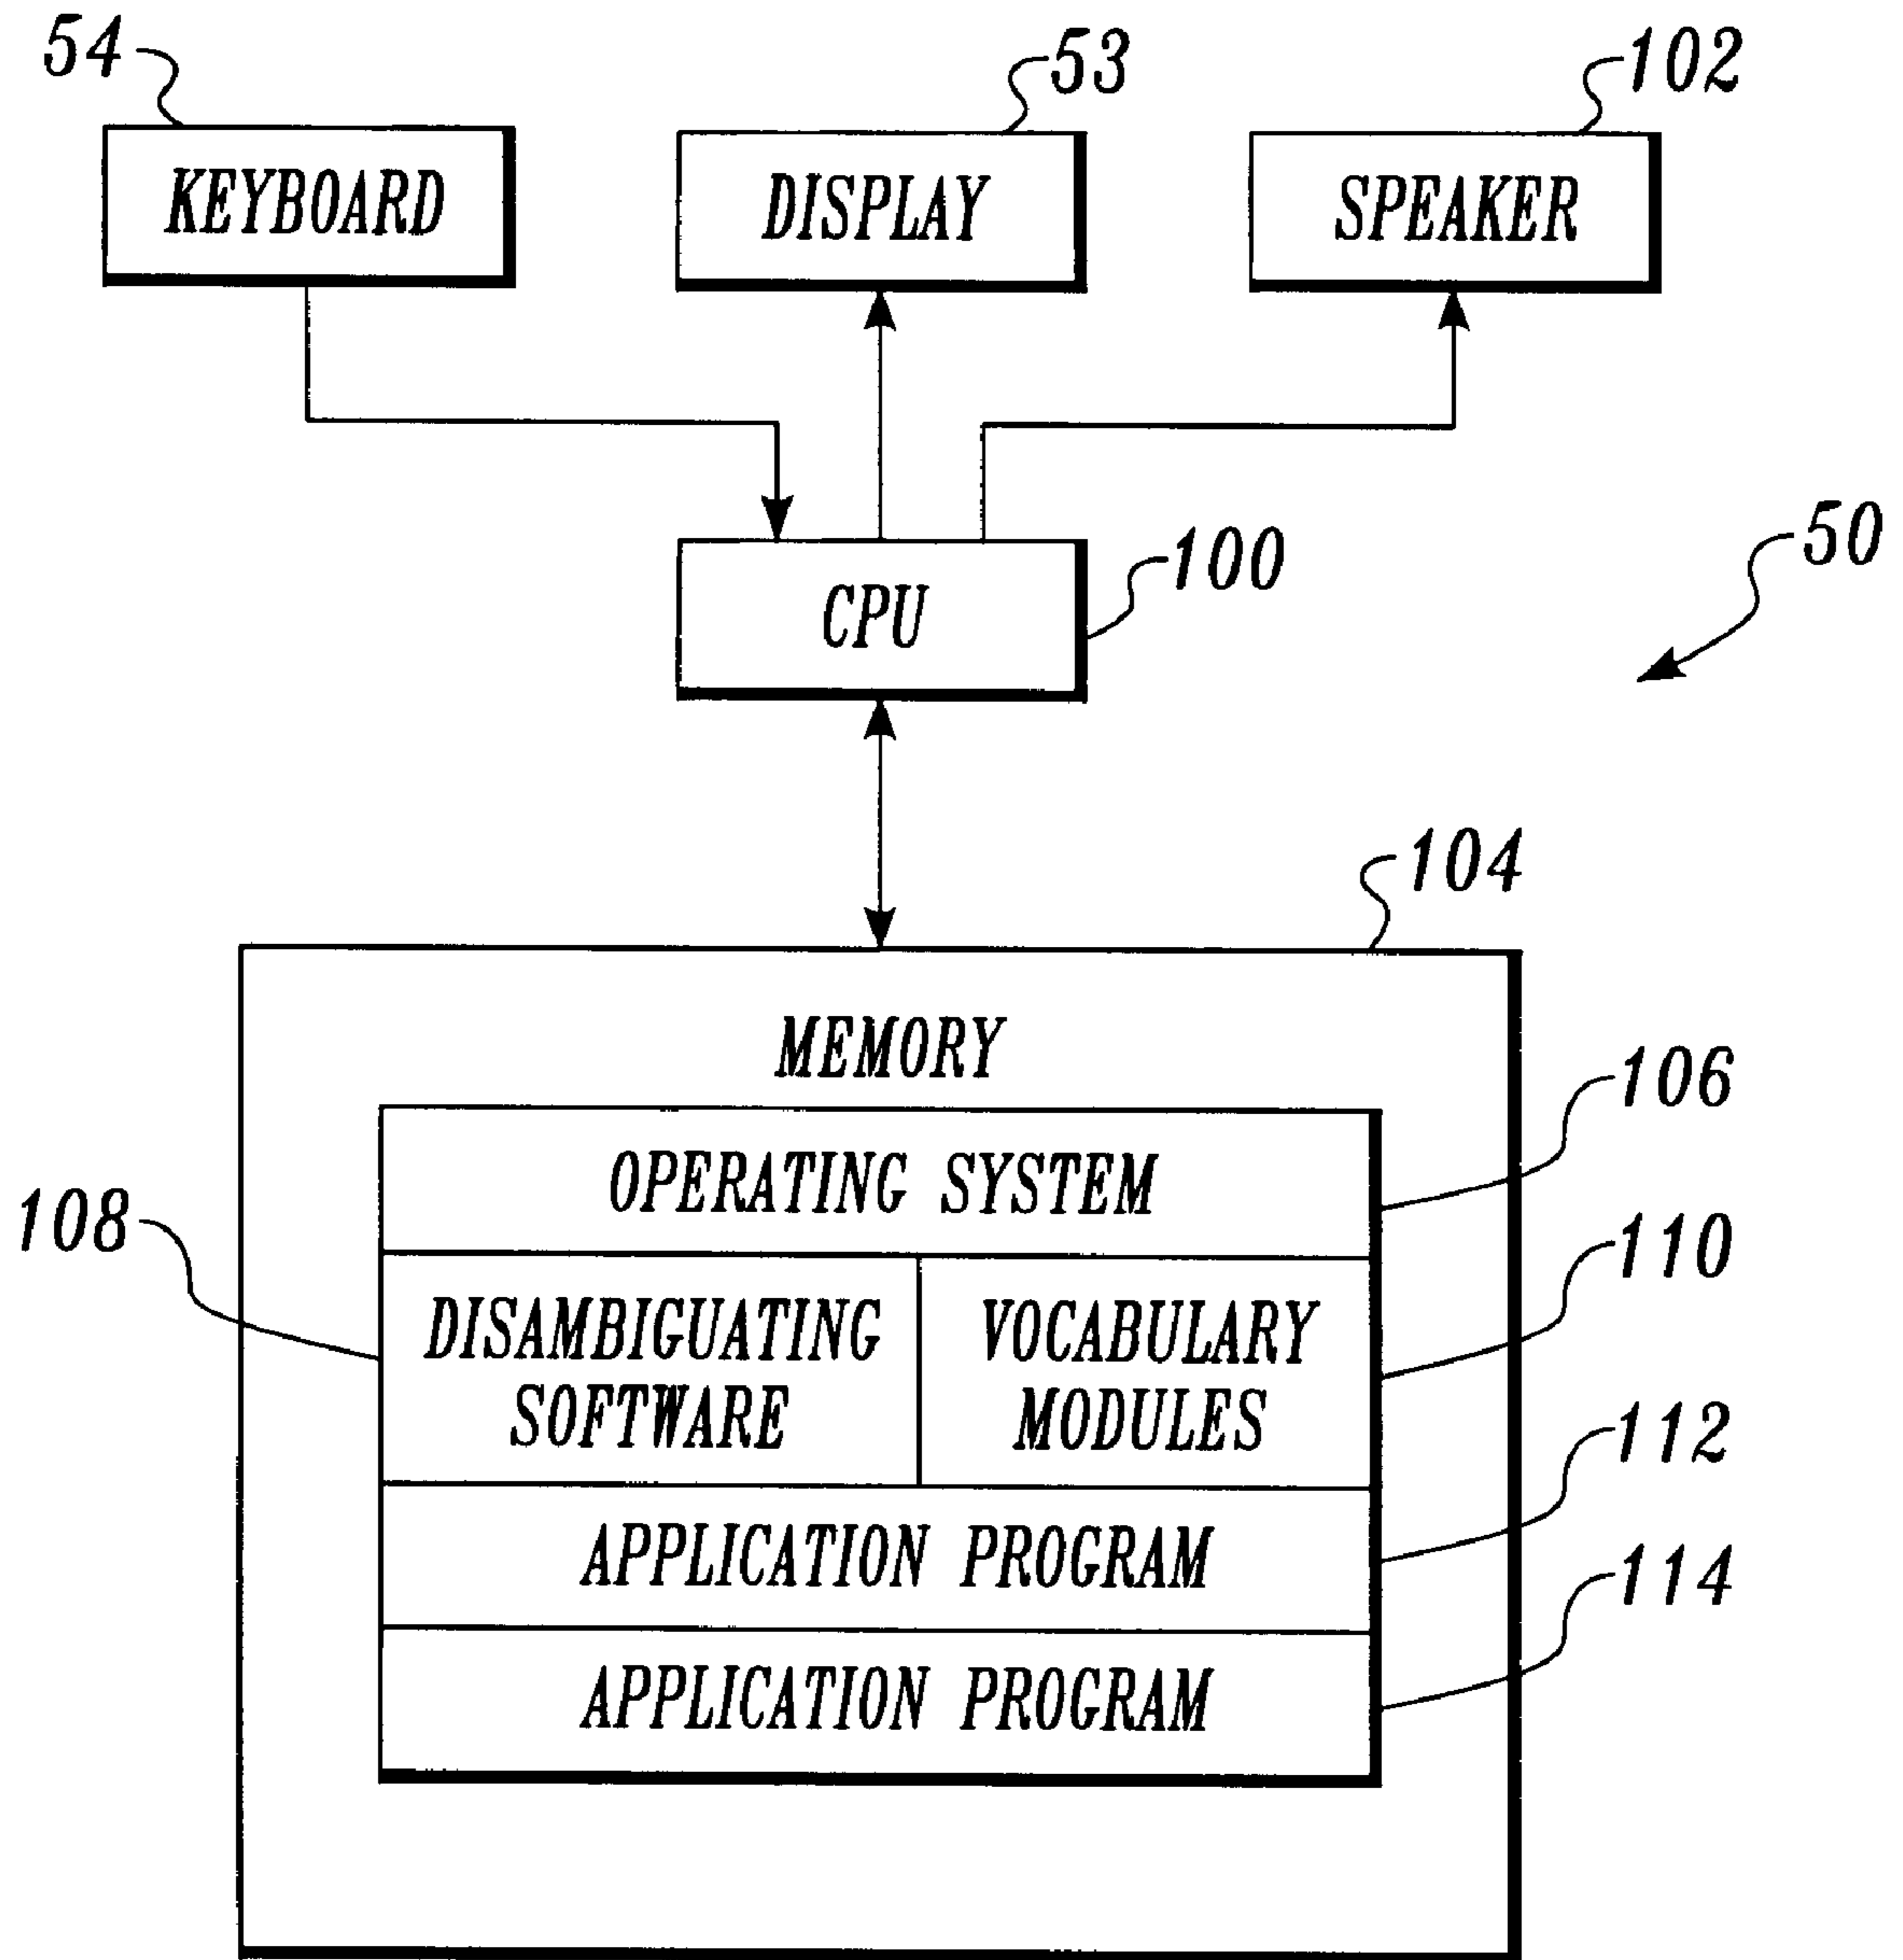 54
53
102
KEYBOARD
DISPLAY
SPEAKER
CPU
100
50
104
MEMORY
106
OPERATING SYSTEM
108
110
DISAMBIGUATING
SOFTWARE
VOCABULARY
MODULES
112
APPLICATION PROGRAM
114
APPLICATION PROGRAM